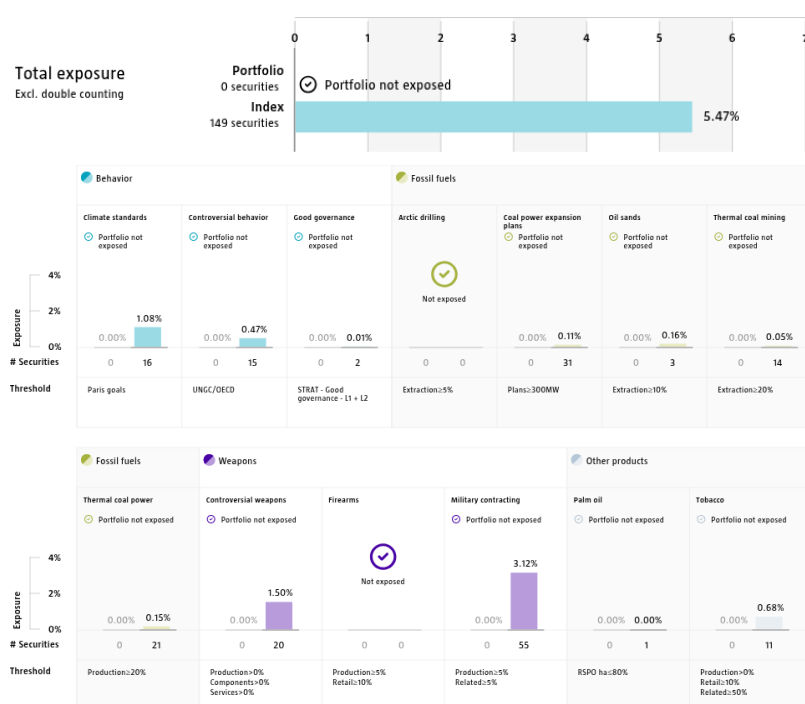 0 1 2 3 4 5 6 7
Total exposure
Excl. double counting
Portfolio
0 securities
Portfolio not exposed
Index
149 securities
5.47%
Behavior
Fossil fuels
Climate standards
Controversial behavior
Good governance
Arctic drilling
Coal power expansion
plans
Oil sands
Thermal coal mining
Portfolio not
exposed
Portfolio not
exposed
Portfolio not
exposed
Portfolio not
exposed
Portfolio not
exposed
Portfolio not
exposed
Not exposed
Exposure
4%
2%
0%
0.00% 1.08%
0.00% 0.47%
0.00% 0.01%
0.00% 0.11%
0.00% 0.16%
0.00% 0.05%
# Securities 0 16 0 15 0 2 0 0 0 31 0 3 0 14
Threshold
Paris goals
UNGC/OECD
STRAT - Good
governance - L1 + L2
Extraction≥5%
Plans≥300MW
Extraction≥10%
Extraction≥20%
Fossil fuels
Weapons
Other products
Thermal coal power
Controversial weapons
Firearms
Military contracting
Palm oil
Tobacco
Portfolio not exposed
Portfolio not exposed
Portfolio not exposed
Portfolio not exposed
Portfolio not exposed
Not exposed
Exposure
4%
2%
0%
0.00% 0.15%
0.00% 1.50%
0.00% 3.12%
0.00% 0.00%
0.00% 0.68%
# Securities 0 21 0 20 0 0 0 55 0 1 0 11
Threshold
Production≥20%
Production>0%
Components>0%
Services>0%
Production≥5%
Retail≥10%
Production≥5%
Related≥5%
RSPO ha≤80%
Production>0%
Retail≥10%
Related≥50%